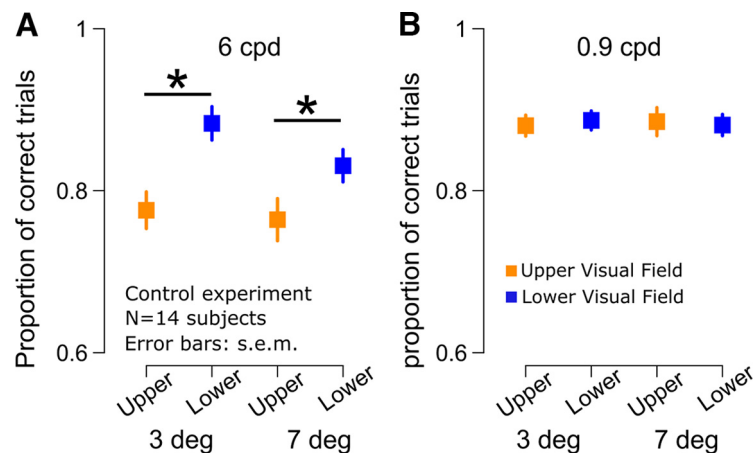 A
6 cpd
Proportion of correct trials
1
0.8
0.6
*
*
Control experiment
N=14 subjects
Error bars: s.e.m.
Upper
Lower
Upper
Lower
3 deg
7 deg
B
0.9 cpd
proportion of correct trials
1
0.8
0.6
Upper Visual Field
Lower Visual Field
Upper
Lower
Upper
Lower
3 deg
7 deg